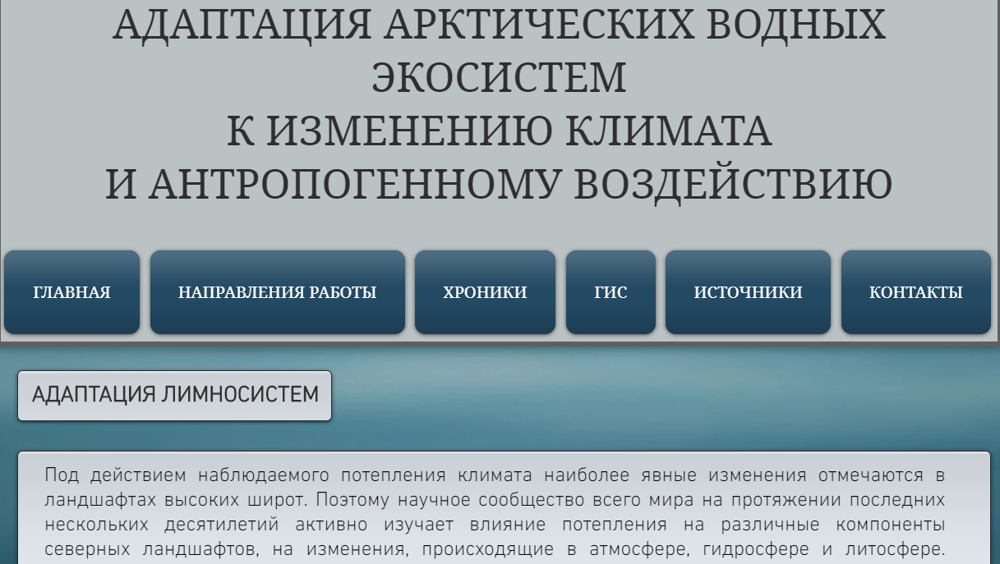 АДАПТАЦИЯ АРКТИЧЕСКИХ ВОДНЫХ
ЭКОСИСТЕМ
К ИЗМЕНЕНИЮ КЛИМАТА
И АНТРОПОГЕННОМУ ВОЗДЕЙСТВИЮ
ГЛАВНАЯ
НАПРАВЛЕНИЯ РАБОТЫ
ХРОНИКИ
ГИС
ИСТОЧНИКИ
КОНТАКТЫ
АДАПТАЦИЯ ЛИМНОСИСТЕМ
Под действием наблюдаемого потепления климата наиболее явные изменения отмечаются в
ландшафтах высоких широт. Поэтому научное сообщество всего мира на протяжении последних
нескольких десятилетий активно изучает влияние потепления на различные компоненты
северных ландшафтов, на изменения, происходящие в атмосфере, гидросфере и литосфере.